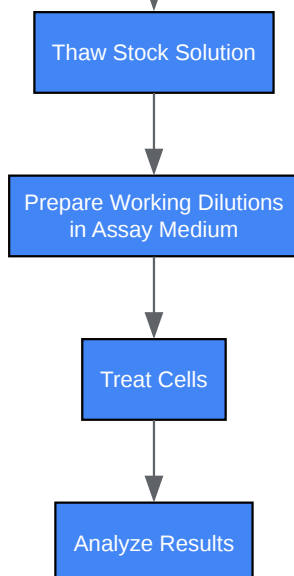 Thaw Stock Solution
Prepare Working Dilutions
in Assay Medium
Treat Cells
Analyze Results